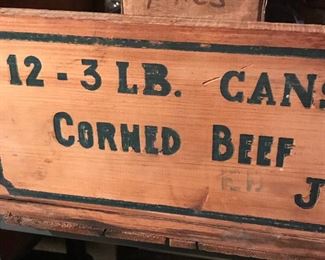 12 - 3 LB. CANS
CORNED BEEF
J